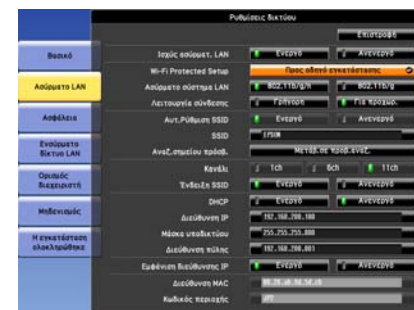 Ρυθμίσεις δικτύου
Επιστροφή
Βασικό
Ασύρματο LAN
Ασφάλεια
Ενσύρματο δίκτυο LAN
Ορισμός διαχειριστή
Μηδενισμός
Η εγκατάσταση ολοκληρώθηκε
Ισχύς ασύρματ. LAN Ενεργό Ανενεργό
Wi-Fi Protected Setup Προς οδηγό εγκατάστασης
Ασύρματο σύστημα LAN 802.11b/g/n 802.11b/g
Λειτουργία σύνδεσης Γρήγορη Για προχωρ.
Αυτ.Ρύθμιση SSID Ενεργό Ανενεργό
SSID EPSON
Αναζ.σημείου πρόσβ. Μετάβ.σε προβ.αναζ.
Κανάλι 1ch 6ch 11ch
Ένδειξη SSID Ενεργό Ανενεργό
DHCP Ενεργό Ανενεργό
Διεύθυνση IP 192.168.208.100
Μάσκα υποδικτύου 255.255.255.000
Διεύθυνση πύλης 192.168.208.001
Εμφάνιση διεύθυνσης IP Ενεργό Ανενεργό
Διεύθυνση MAC
Κωδικός περιοχής